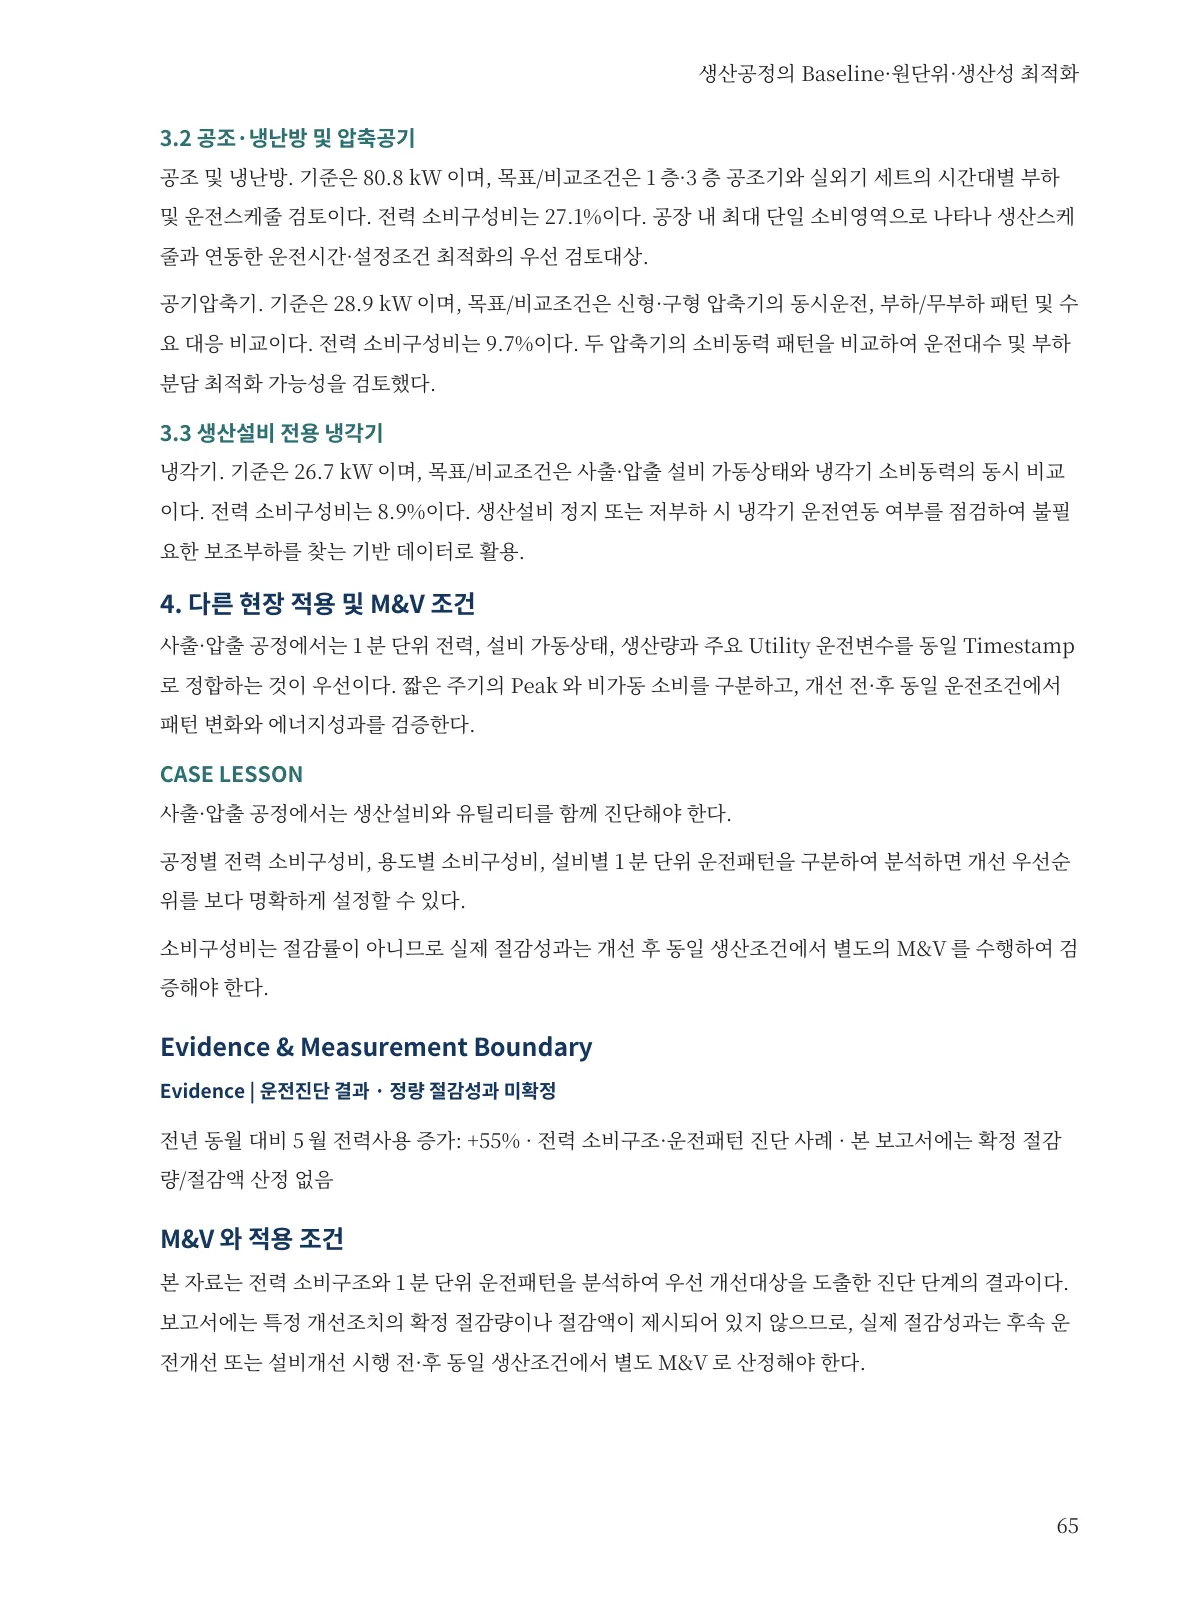 생산공정의 Baseline·원단위·생산성 최적화
3.2 공조·냉난방 및 압축공기
공조 및 냉난방. 기준은 80.8 kW 이며, 목표/비교조건은 1 층·3 층 공조기와 실외기 세트의 시간대별 부하
및 운전스케줄 검토이다. 전력 소비구성비는 27.1%이다. 공장 내 최대 단일 소비영역으로 나타나 생산스케
줄과 연동한 운전시간·설정조건 최적화의 우선 검토대상.
공기압축기. 기준은 28.9 kW 이며, 목표/비교조건은 신형·구형 압축기의 동시운전, 부하/무부하 패턴 및 수
요 대응 비교이다. 전력 소비구성비는 9.7%이다. 두 압축기의 소비동력 패턴을 비교하여 운전대수 및 부하
분담 최적화 가능성을 검토했다.
3.3 생산설비 전용 냉각기
냉각기. 기준은 26.7 kW 이며, 목표/비교조건은 사출·압출 설비 가동상태와 냉각기 소비동력의 동시 비교
이다. 전력 소비구성비는 8.9%이다. 생산설비 정지 또는 저부하 시 냉각기 운전연동 여부를 점검하여 불필
요한 보조부하를 찾는 기반 데이터로 활용.
4. 다른 현장 적용 및 M&V 조건
사출·압출 공정에서는 1 분 단위 전력, 설비 가동상태, 생산량과 주요 Utility 운전변수를 동일 Timestamp
로 정합하는 것이 우선이다. 짧은 주기의 Peak 와 비가동 소비를 구분하고, 개선 전·후 동일 운전조건에서
패턴 변화와 에너지성과를 검증한다.
CASE LESSON
사출·압출 공정에서는 생산설비와 유틸리티를 함께 진단해야 한다.
공정별 전력 소비구성비, 용도별 소비구성비, 설비별 1 분 단위 운전패턴을 구분하여 분석하면 개선 우선순
위를 보다 명확하게 설정할 수 있다.
소비구성비는 절감률이 아니므로 실제 절감성과는 개선 후 동일 생산조건에서 별도의 M&V 를 수행하여 검
증해야 한다.
Evidence & Measurement Boundary
Evidence | 운전진단 결과 · 정량 절감성과 미확정
전년 동월 대비 5 월 전력사용 증가: +55% · 전력 소비구조·운전패턴 진단 사례 · 본 보고서에는 확정 절감
량/절감액 산정 없음
M&V 와 적용 조건
본 자료는 전력 소비구조와 1 분 단위 운전패턴을 분석하여 우선 개선대상을 도출한 진단 단계의 결과이다.
보고서에는 특정 개선조치의 확정 절감량이나 절감액이 제시되어 있지 않으므로, 실제 절감성과는 후속 운
전개선 또는 설비개선 시행 전·후 동일 생산조건에서 별도 M&V 로 산정해야 한다.
65